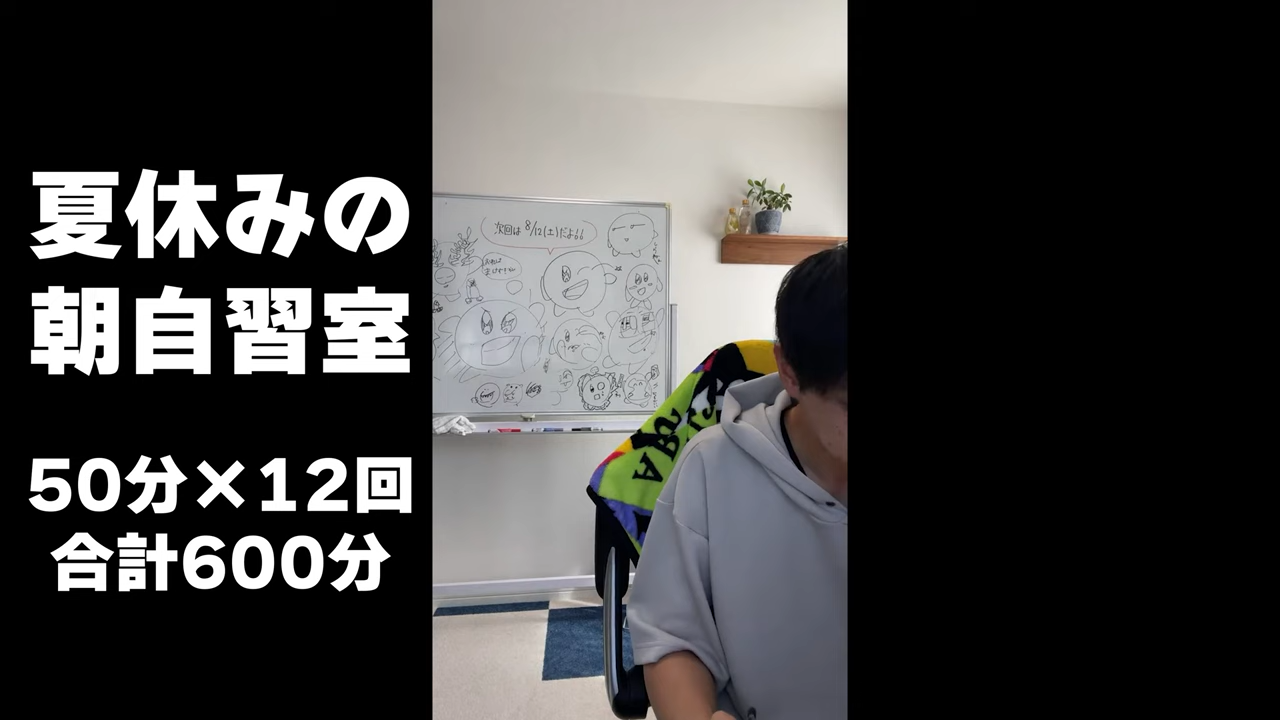 夏休みの
朝自習室
50分×12回
合計600分
次回は 8/12(土)だよ!!